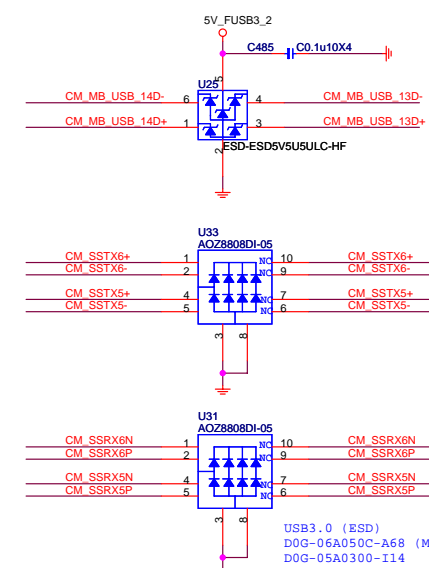 5V_FUSB3_2
C485 C0.1u10X4
U25
5
CM_MB_USB_14D- 6 4 CM_MB_USB_13D-
CM_MB_USB_14D+ 1 3 CM_MB_USB_13D+
2
ESD-ESD5V5U5ULC-HF
U33
AOZ8808DI-05
CM_SSTX6+ 1 NC 10 CM_SSTX6+
CM_SSTX6- 2 9 CM_SSTX6-
CM_SSTX5+ 4 NC 7 CM_SSTX5+
CM_SSTX5- 5 NC 6 CM_SSTX5-
3 8
U31
AOZ8808DI-05
CM_SSRX6N 1 NC 10 CM_SSRX6N
CM_SSRX6P 2 NC 9 CM_SSRX6P
CM_SSRX5N 4 NC 7 CM_SSRX5N
CM_SSRX5P 5 NC 6 CM_SSRX5P
3 8
USB3.0 (ESD)
D0G-06A050C-A68 (M
D0G-05A0300-I14